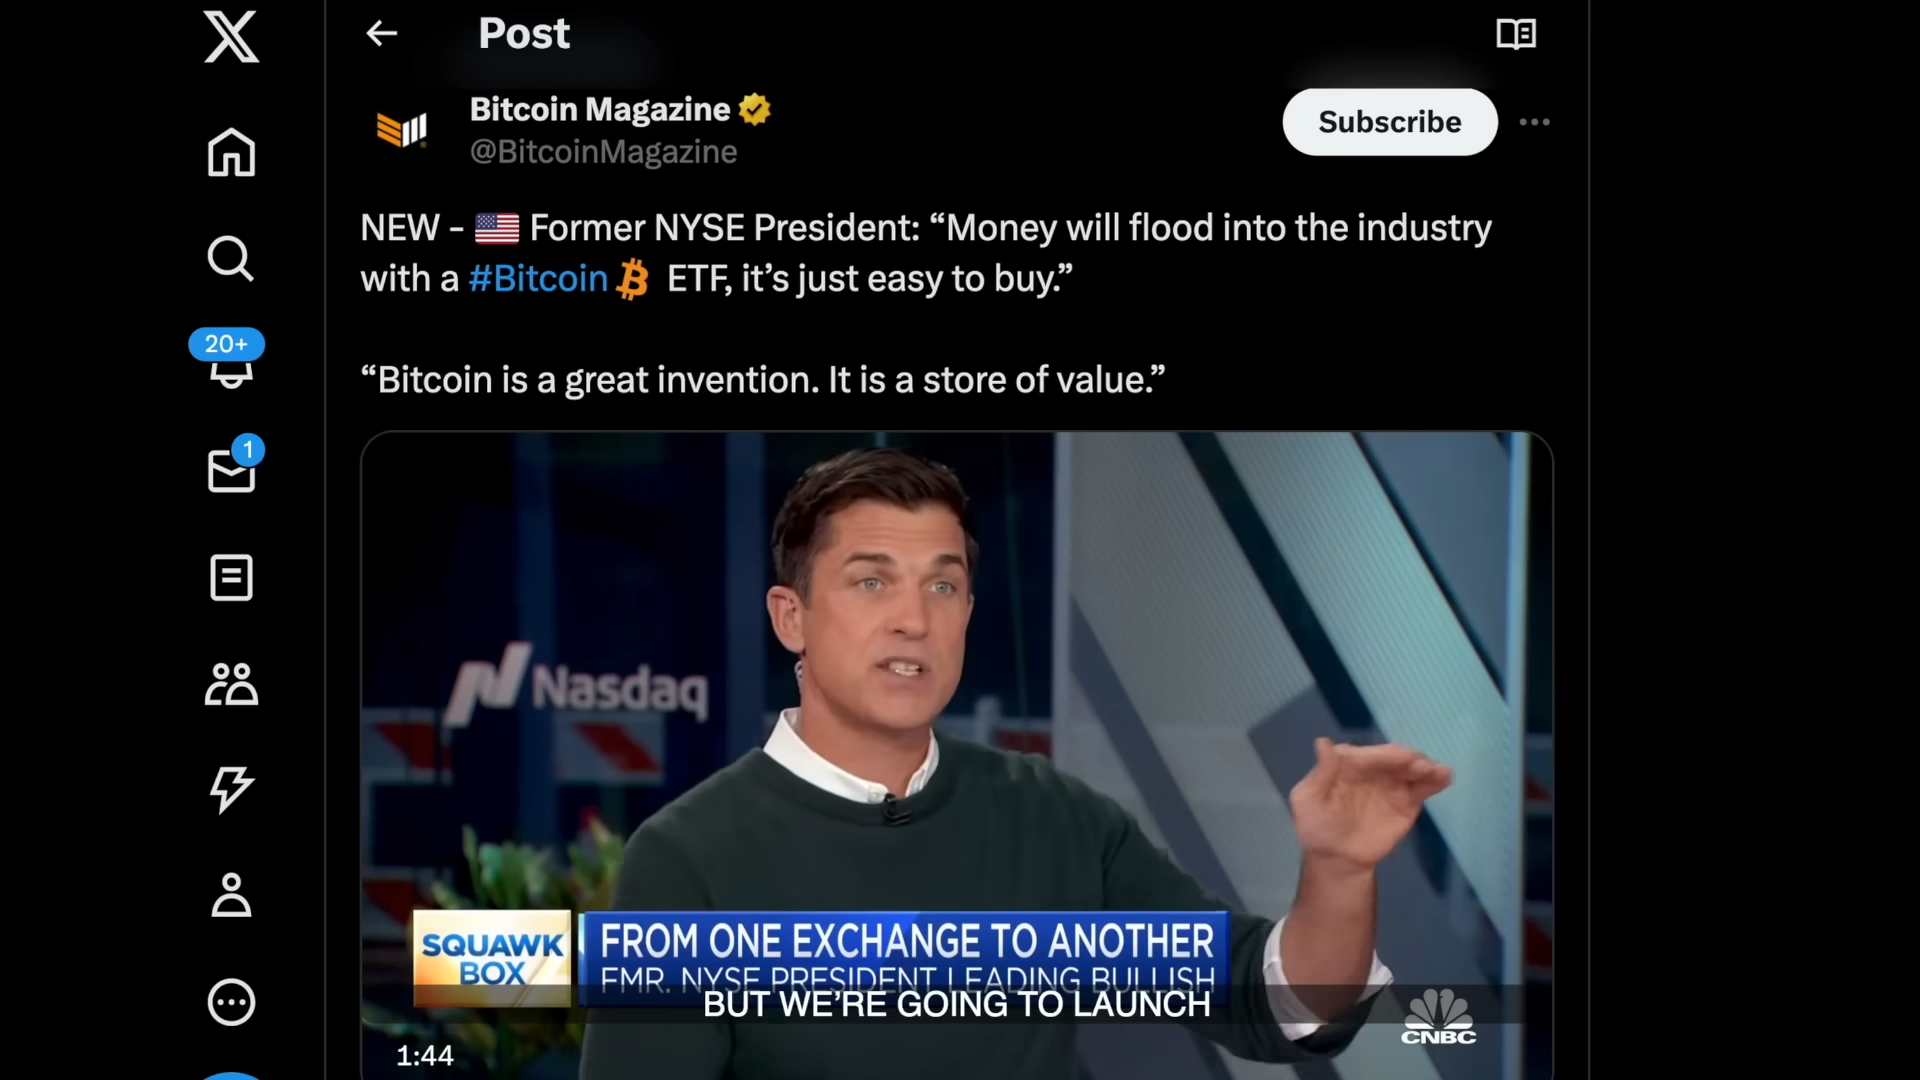 Post
Bitcoin Magazine
@BitcoinMagazine
Subscribe
NEW - Former NYSE President: “Money will flood into the industry
with a #Bitcoin ETF, it’s just easy to buy.”
“Bitcoin is a great invention. It is a store of value.”
20+
1
Nasdaq
SQUAWK
BOX
FROM ONE EXCHANGE TO ANOTHER
FMR. NYSE PRESIDENT LEADING BULLISH
BUT WE’RE GOING TO LAUNCH
CNBC
1:44